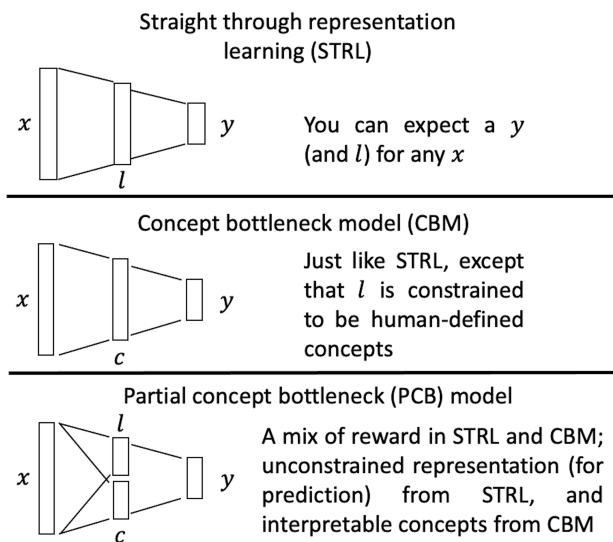 Straight through representation
learning (STRL)
x
y
l
You can expect a y
(and l) for any x
Concept bottleneck model (CBM)
x
y
c
Just like STRL, except
that l is constrained
to be human-defined
concepts
Partial concept bottleneck (PCB) model
l
x
y
c
A mix of reward in STRL and CBM;
unconstrained representation (for
prediction) from STRL, and
interpretable concepts from CBM